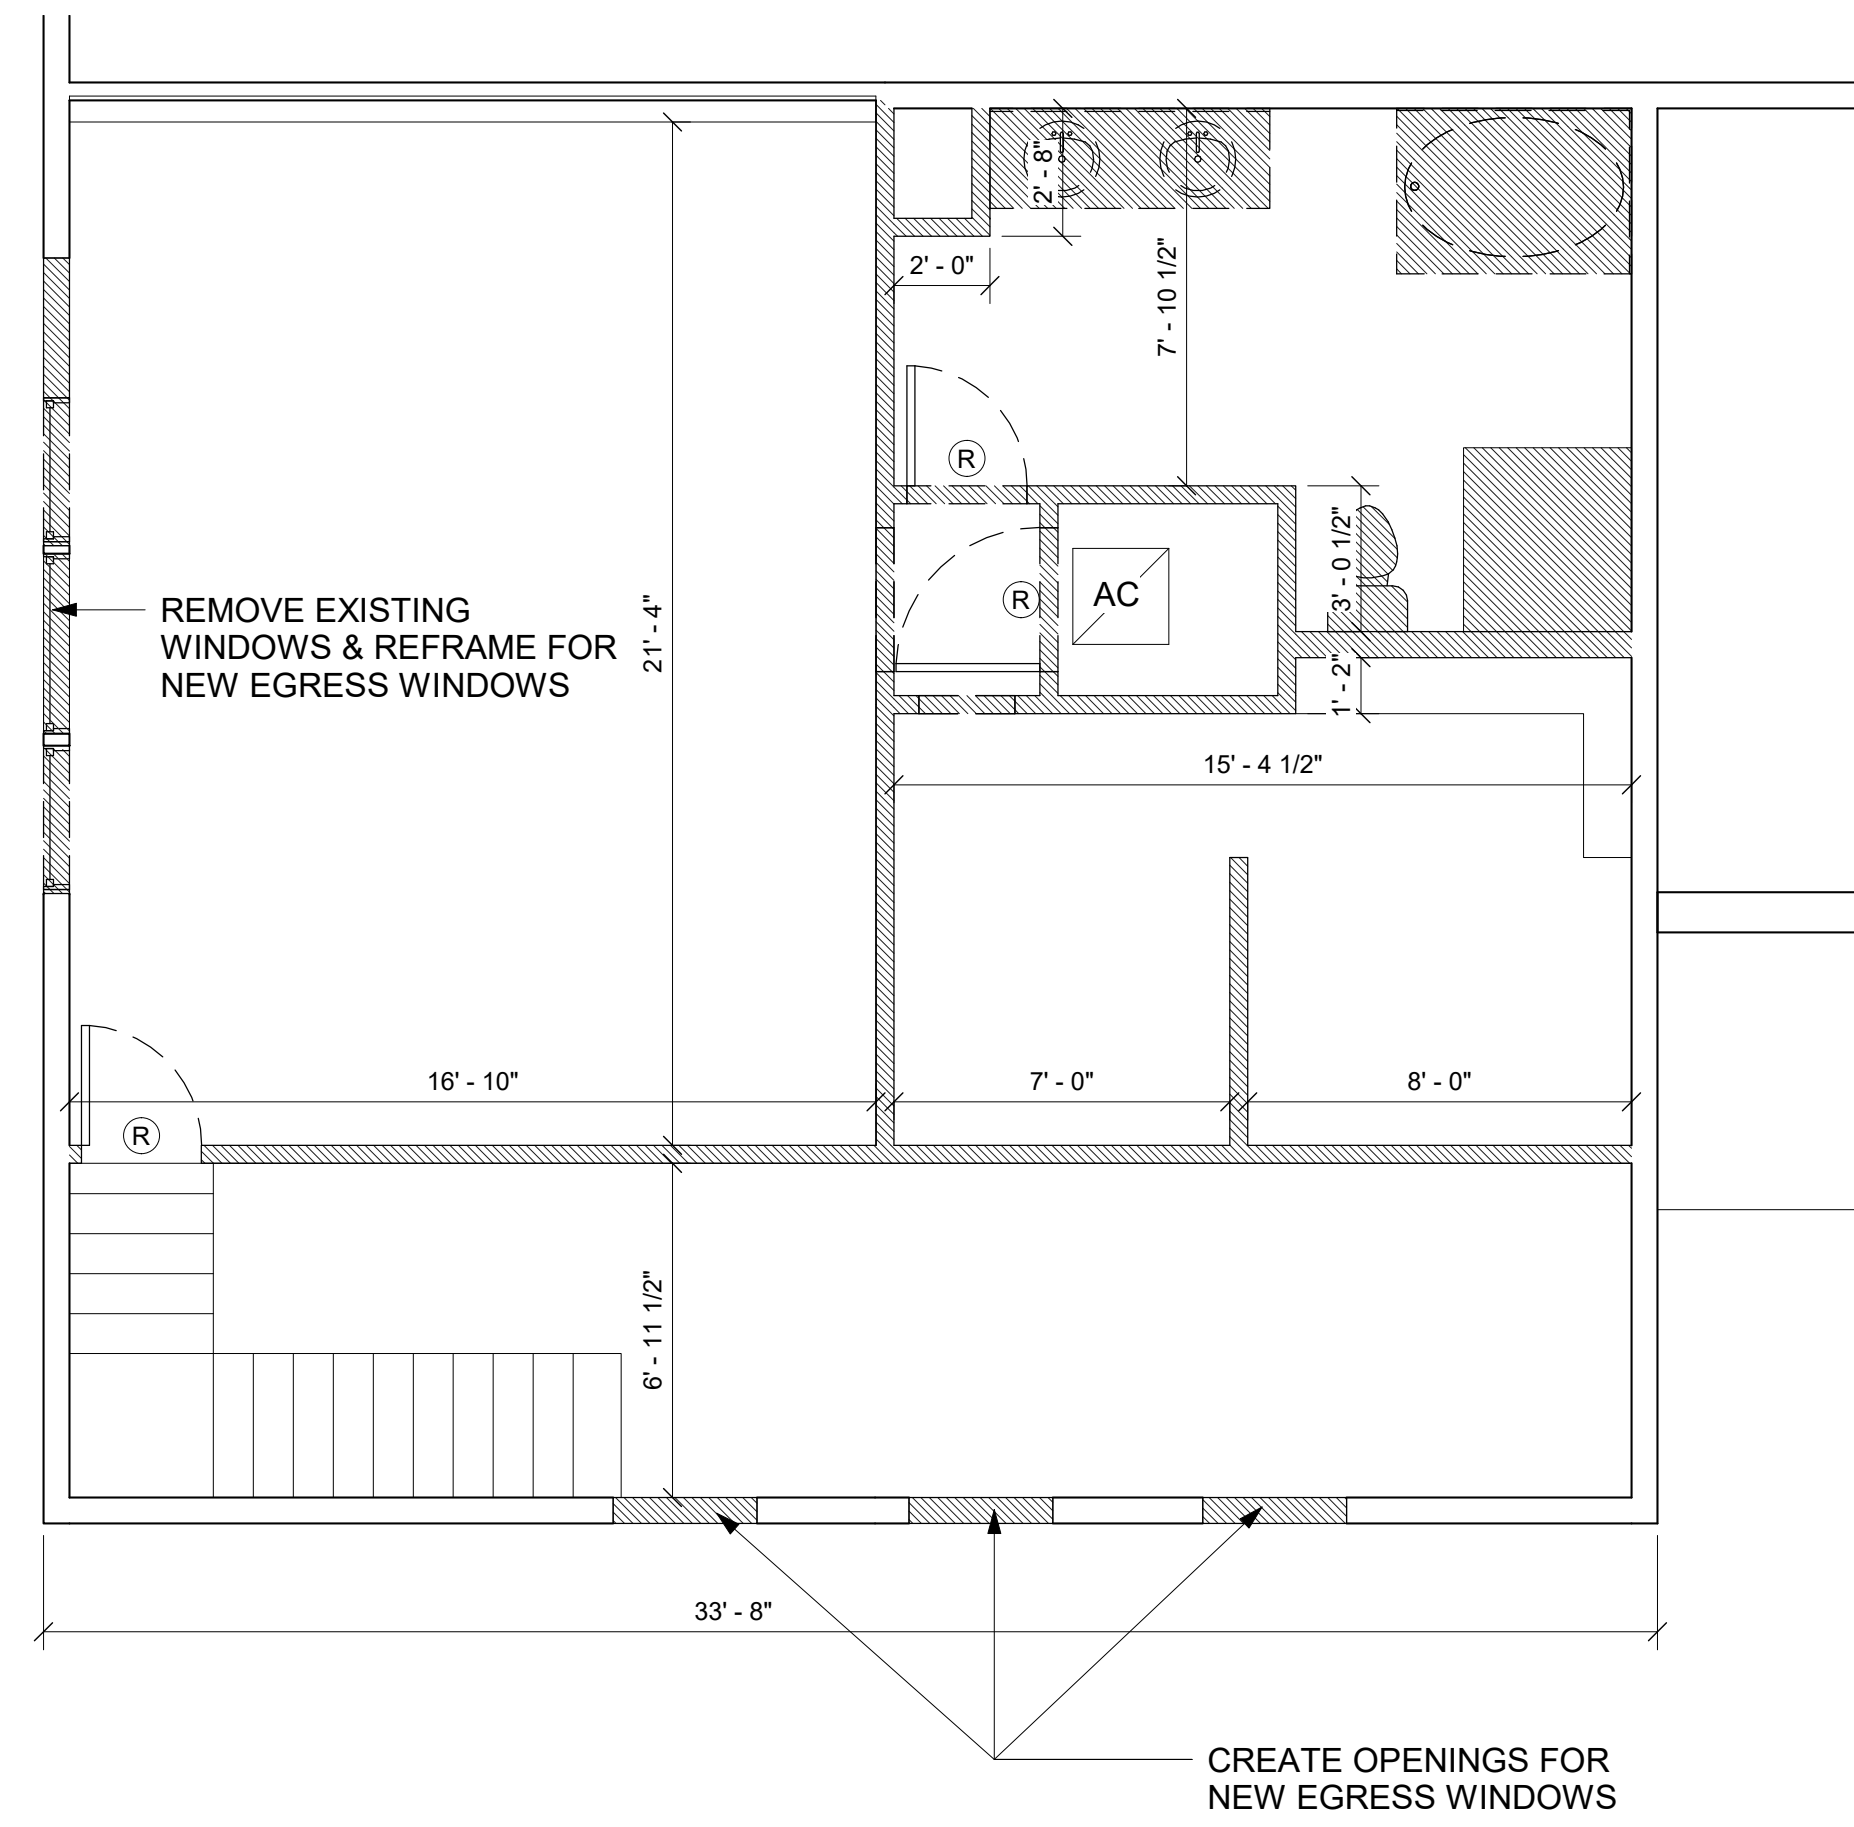 2' - 8"
2' - 0"
7' - 10 1/2"
R
3' - 0 1/2"
R
AC
REMOVE EXISTING
WINDOWS & REFRAME FOR
NEW EGRESS WINDOWS
21' - 4"
1' - 2"
15' - 4 1/2"
16' - 10"
7' - 0"
8' - 0"
R
6' - 11 1/2"
33' - 8"
CREATE OPENINGS FOR
NEW EGRESS WINDOWS